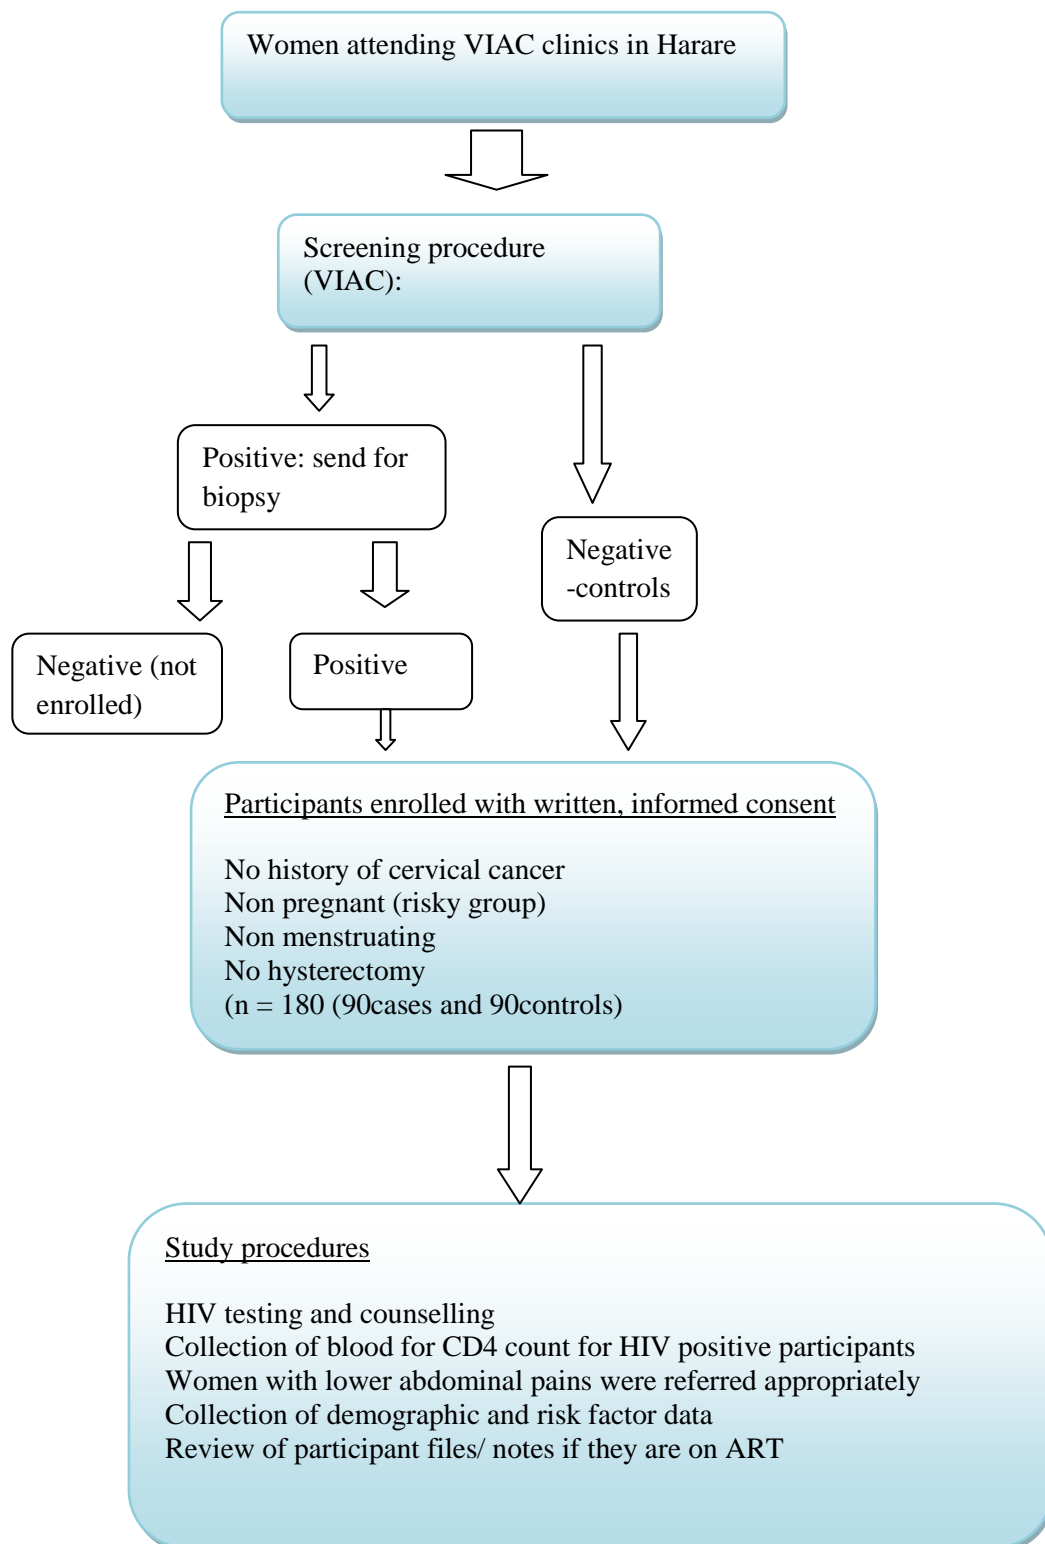 Women attending VIAC clinics in Harare
Screening procedure
(VIAC):
Positive: send for
biopsy
Negative
-controls
Negative (not
enrolled)
Positive
Participants enrolled with written, informed consent
No history of cervical cancer
Non pregnant (risky group)
Non menstruating
No hysterectomy
(n = 180 (90cases and 90controls)
Study procedures
HIV testing and counselling
Collection of blood for CD4 count for HIV positive participants
Women with lower abdominal pains were referred appropriately
Collection of demographic and risk factor data
Review of participant files/ notes if they are on ART